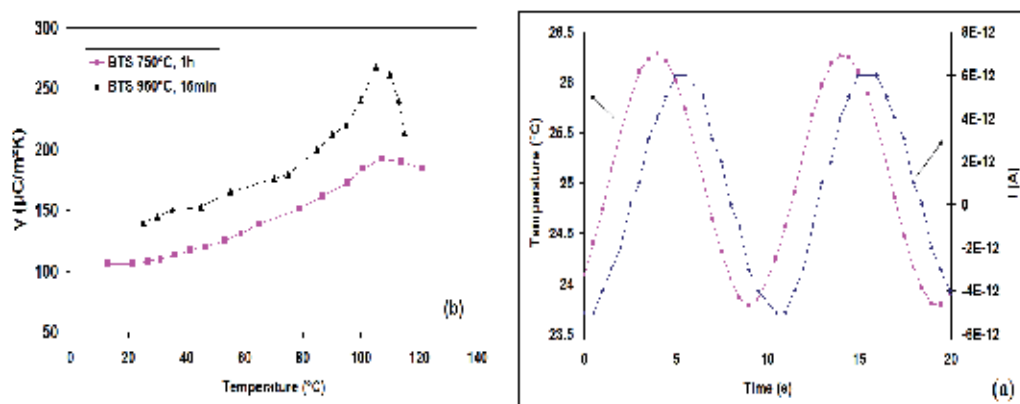 300
250
200
150
100
50
γ (µC/m²K)
BTS 750°C, 1h
BTS 950°C, 15min
(b)
0 20 40 60 80 100 120 140
Temperature (°C)
26.5
26
25.5
25
24.5
24
23.5
Temperature (°C)
8E-12
6E-12
4E-12
2E-12
0
-2E-12
-4E-12
-6E-12
I [A]
0 5 10 15 20
Time (s)
(a)